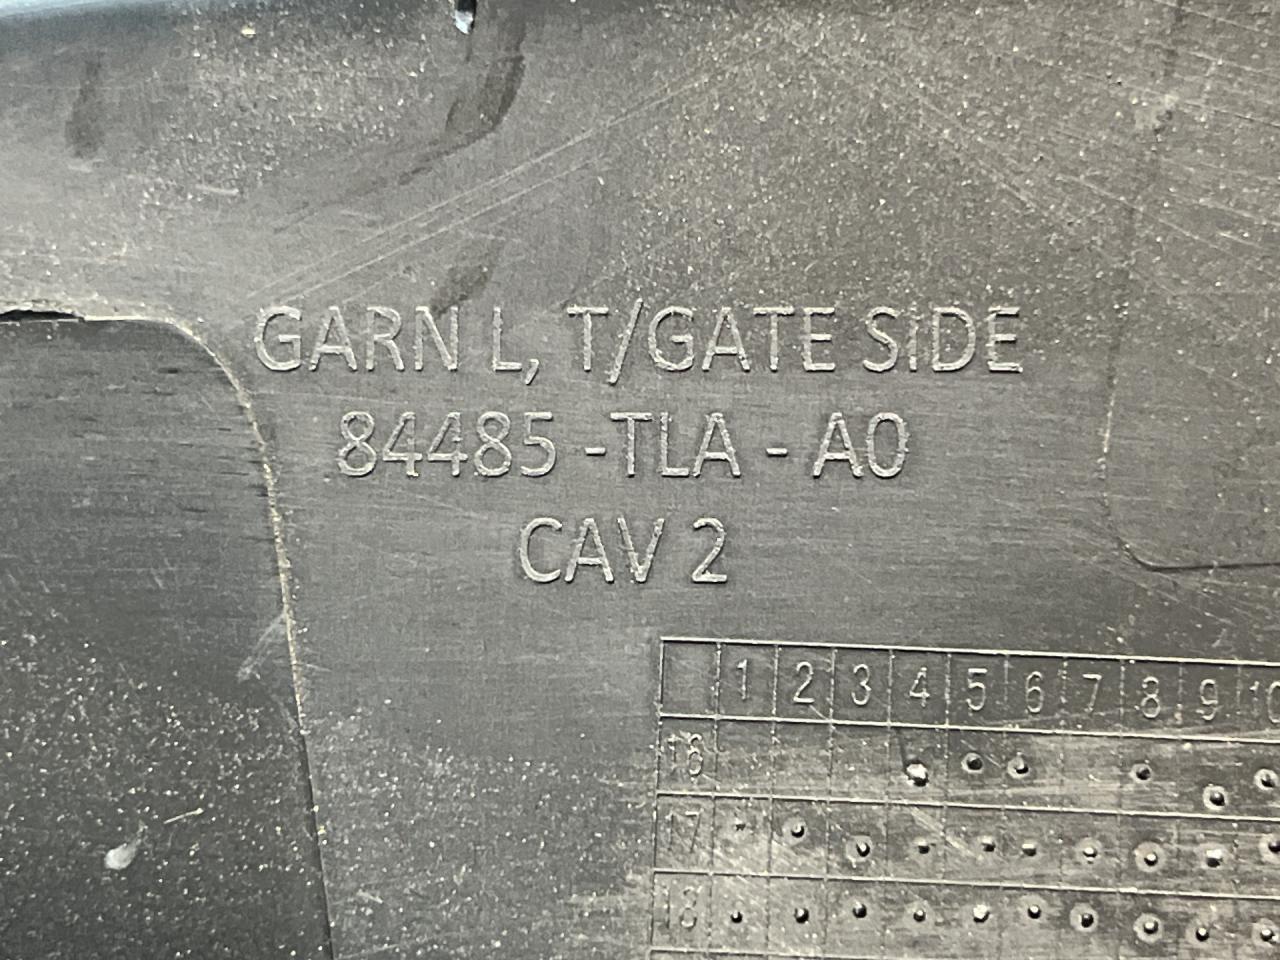 GARN L, T/GATE SIDE
84485 -TLA - A0
CAV 2
1 2 3 4 5 6 7 8 9 10
16
17
18